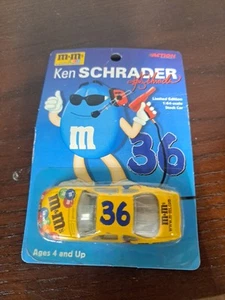 m&m's
Ken SCHRADER
Limited Edition
1:64 scale
Stock Car
m
36
m&m's
36
Ages 4 and Up